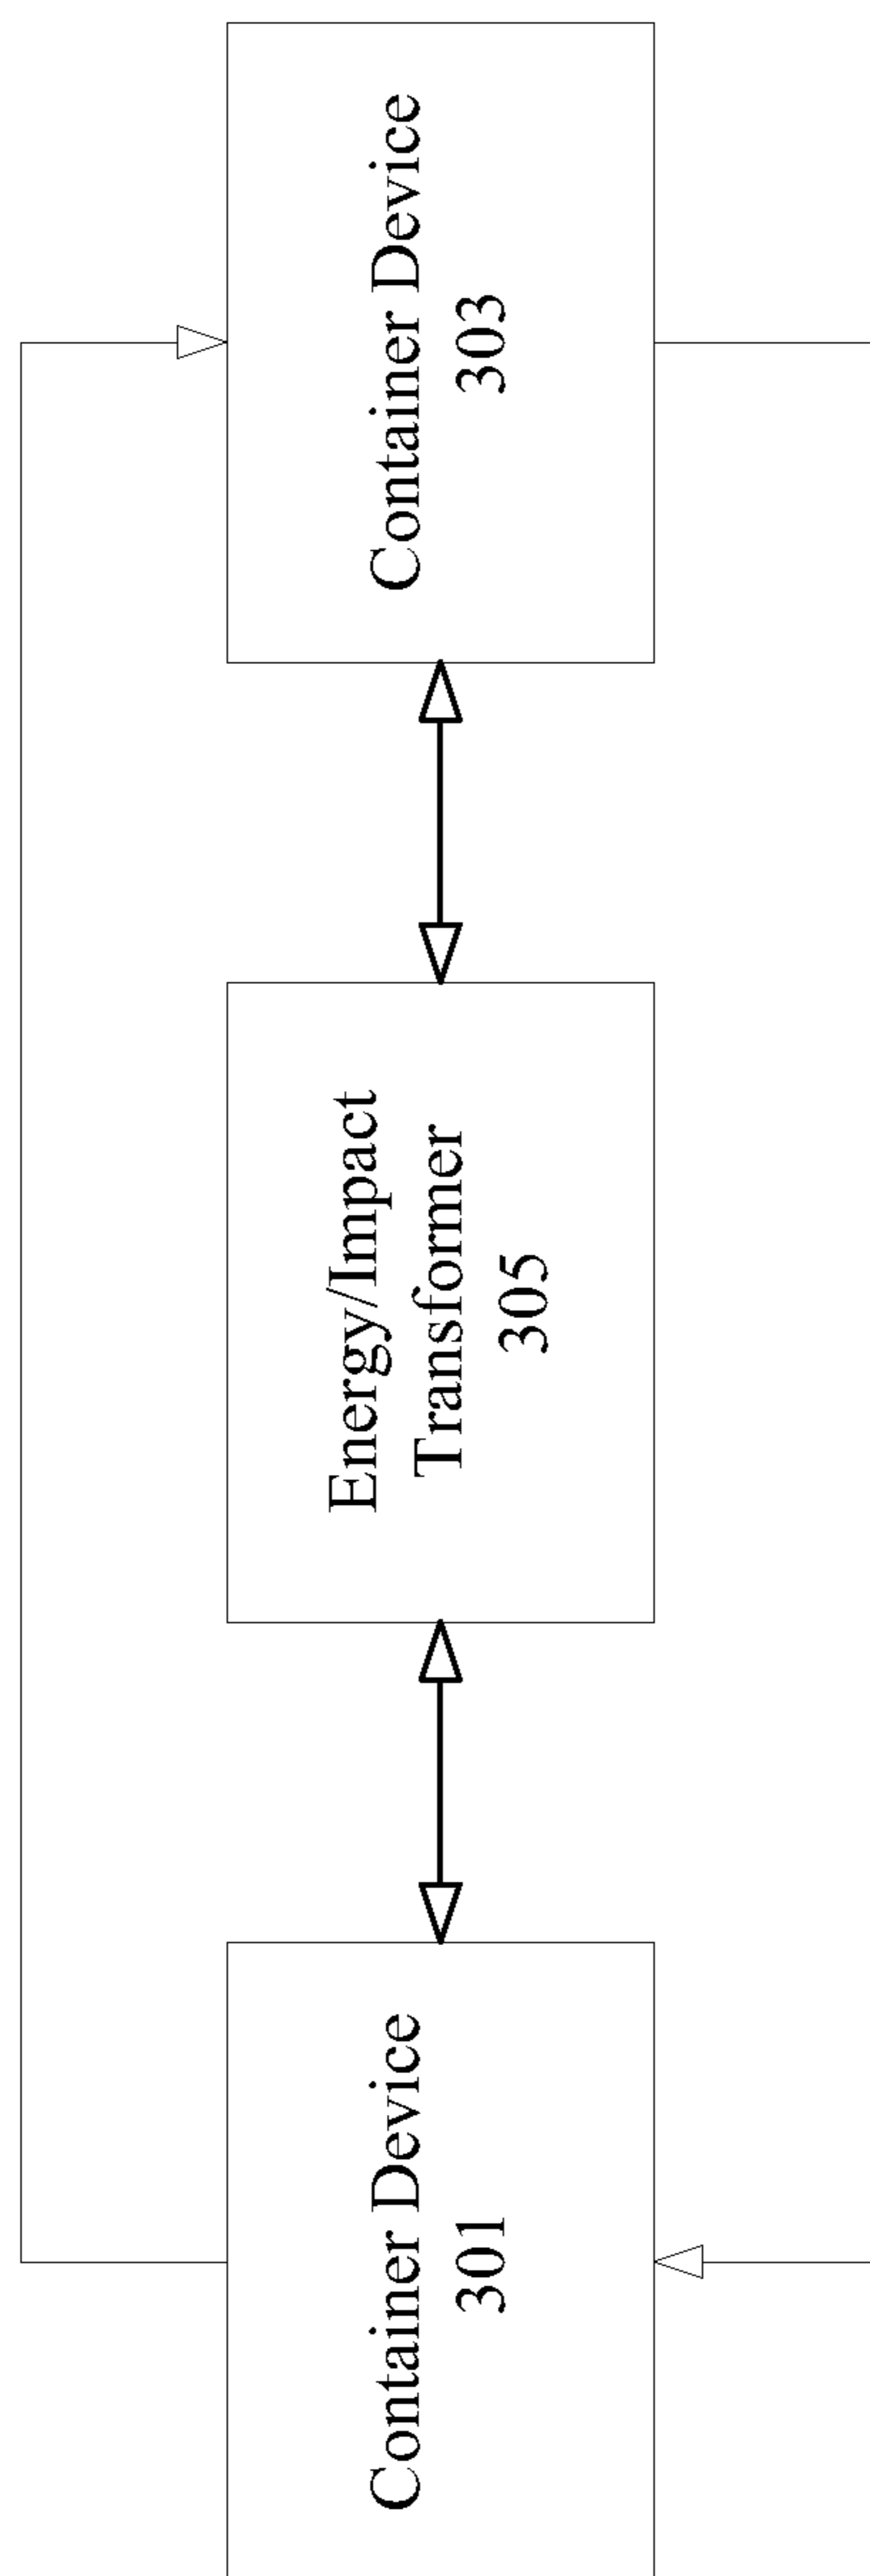 Container Device
301
Energy/Impact
Transformer
305
Container Device
303